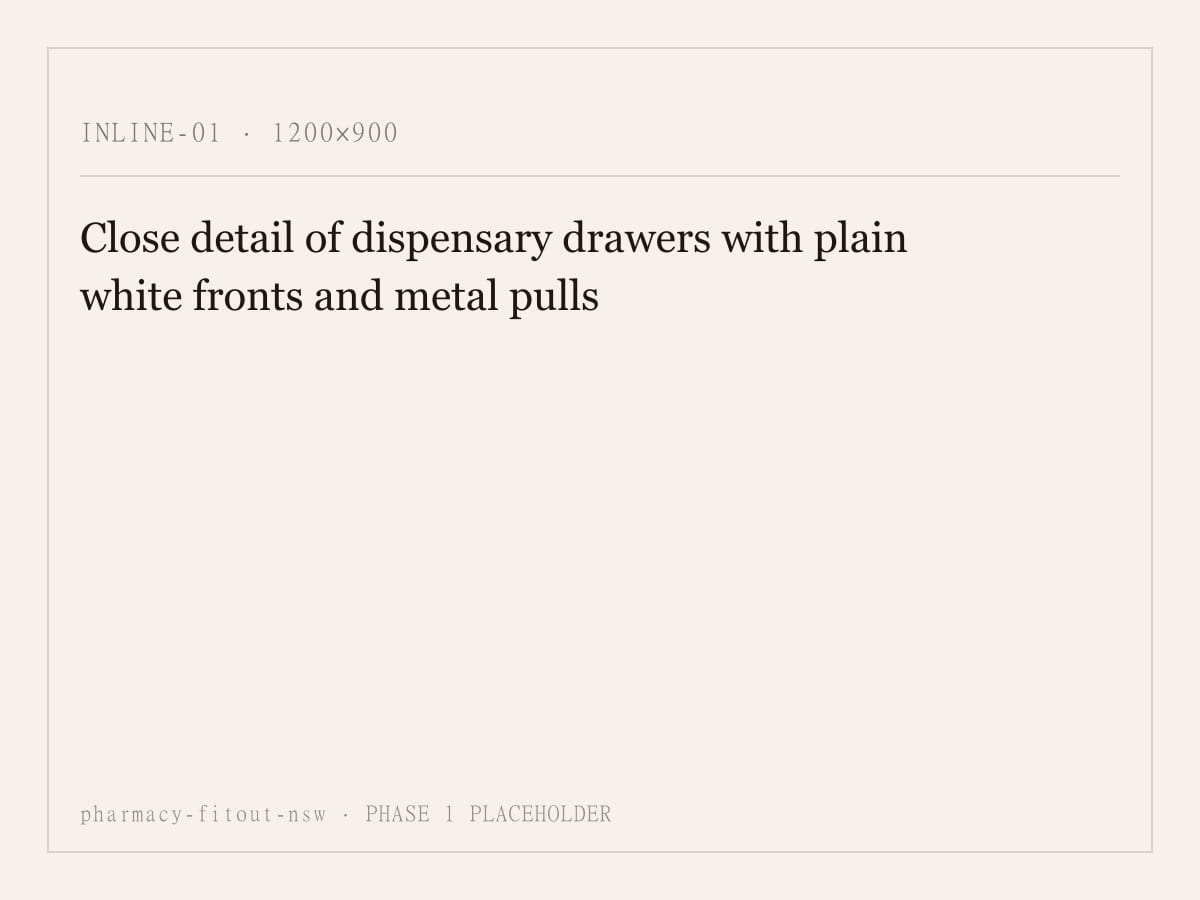 INLINE-01 · 1200×900
Close detail of dispensary drawers with plain
white fronts and metal pulls
pharmacy-fitout-nsw · PHASE 1 PLACEHOLDER